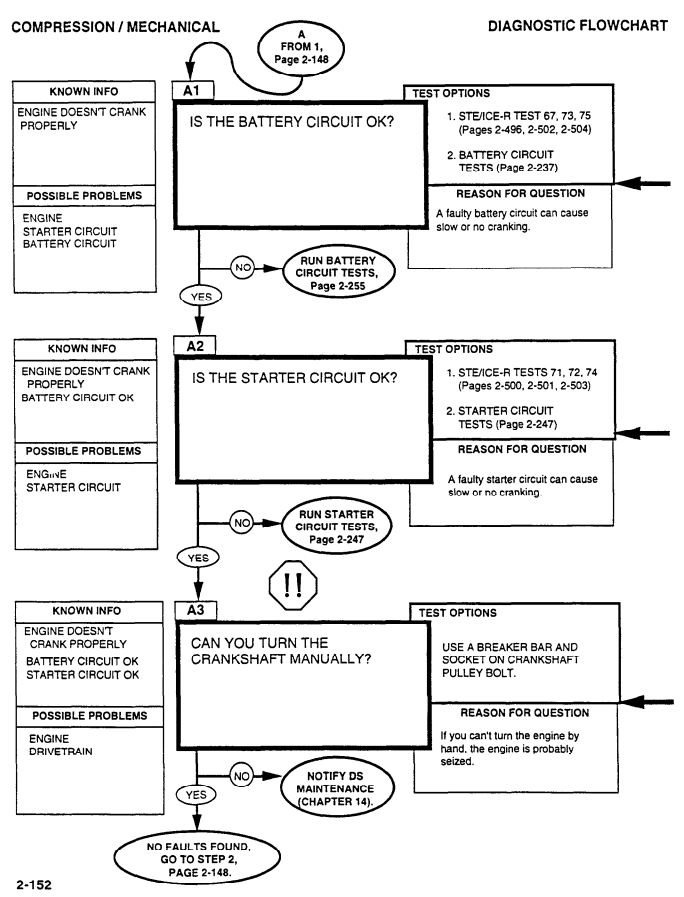 COMPRESSION / MECHANICAL
DIAGNOSTIC FLOWCHART
A
FROM 1,
Page 2-148
KNOWN INFO
ENGINE DOESN'T CRANK
PROPERLY
POSSIBLE PROBLEMS
ENGINE
STARTER CIRCUIT
BATTERY CIRCUIT
A1
IS THE BATTERY CIRCUIT OK?
TEST OPTIONS
1. STE/ICE-R TEST 67, 73, 75
(Pages 2-496, 2-502, 2-504)
2. BATTERY CIRCUIT
TESTS (Page 2-237)
REASON FOR QUESTION
A faulty battery circuit can cause
slow or no cranking.
NO
RUN BATTERY
CIRCUIT TESTS,
Page 2-255
YES
KNOWN INFO
ENGINE DOESN'T CRANK
PROPERLY
BATTERY CIRCUIT OK
POSSIBLE PROBLEMS
ENGINE
STARTER CIRCUIT
A2
IS THE STARTER CIRCUIT OK?
TEST OPTIONS
1. STE/ICE-R TESTS 71, 72, 74
(Pages 2-500, 2-501, 2-503)
2. STARTER CIRCUIT
TESTS (Page 2-247)
REASON FOR QUESTION
A faulty starter circuit can cause
slow or no cranking.
NO
RUN STARTER
CIRCUIT TESTS,
Page 2-247
YES
!!
KNOWN INFO
ENGINE DOESN'T
CRANK PROPERLY
BATTERY CIRCUIT OK
STARTER CIRCUIT OK
POSSIBLE PROBLEMS
ENGINE
DRIVETRAIN
A3
CAN YOU TURN THE
CRANKSHAFT MANUALLY?
TEST OPTIONS
USE A BREAKER BAR AND
SOCKET ON CRANKSHAFT
PULLEY BOLT.
REASON FOR QUESTION
If you can't turn the engine by
hand, the engine is probably
seized.
NO
NOTIFY DS
MAINTENANCE
(CHAPTER 14).
YES
NO FAULTS FOUND,
GO TO STEP 2,
PAGE 2-148.
2-152